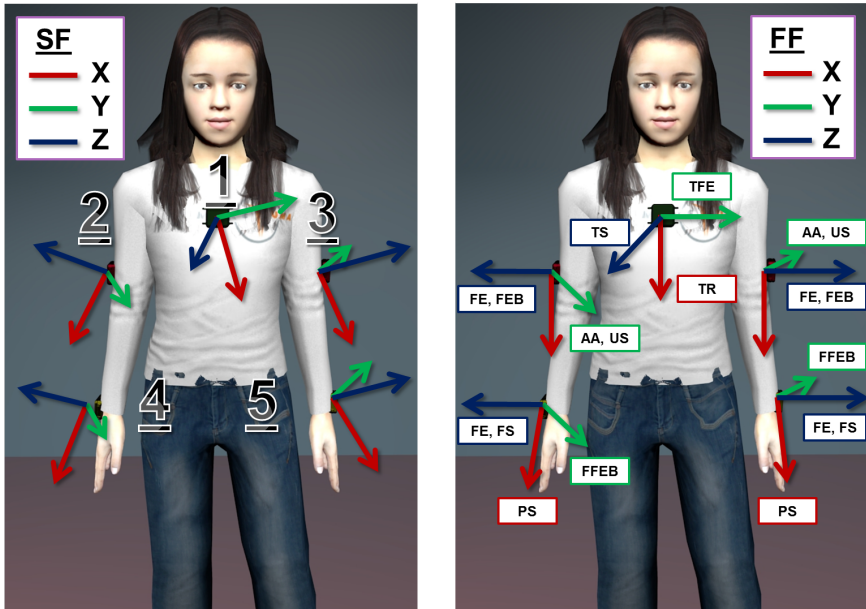 SF
X
Y
Z
1
2
3
4
5
FF
X
Y
Z
TFE
TS
AA, US
TR
FE, FEB
FE, FEB
AA, US
FFEB
FE, FS
FE, FS
FFEB
PS
PS